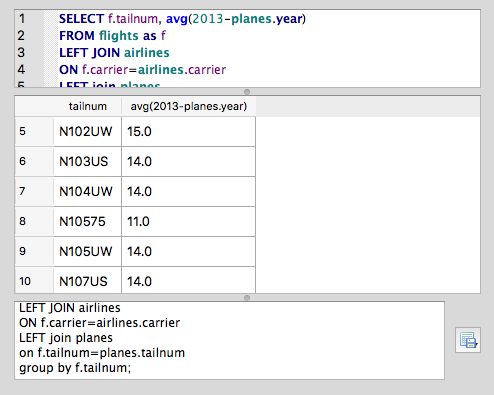 1 SELECT f.tailnum, avg(2013-planes.year)
2 FROM flights as f
3 LEFT JOIN airlines
4 ON f.carrier=airlines.carrier
5 LEFT join planes
tailnum avg(2013-planes.year)
5 N102UW 15.0
6 N103US 14.0
7 N104UW 14.0
8 N10575 11.0
9 N105UW 14.0
10 N107US 14.0
LEFT JOIN airlines
ON f.carrier=airlines.carrier
LEFT join planes
on f.tailnum=planes.tailnum
group by f.tailnum;